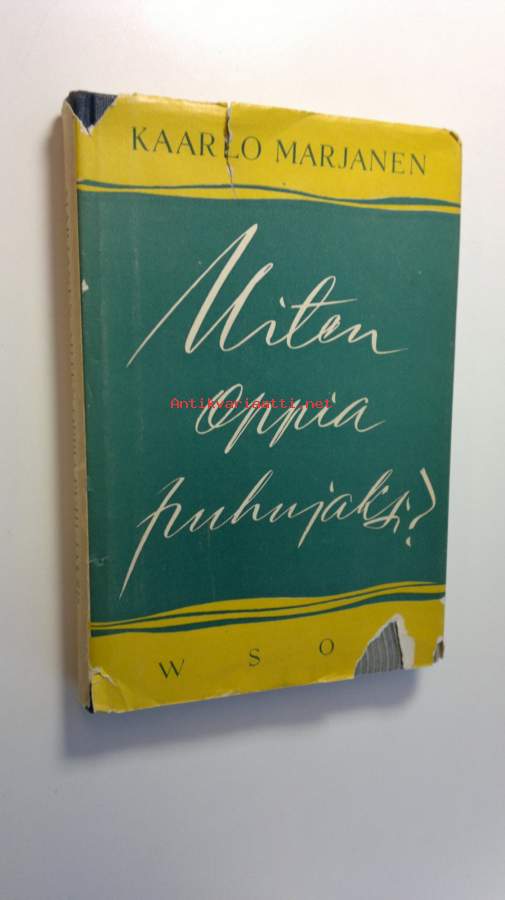 KAARLO MARJANEN
Miten
oppia
Antikvariaatti.net
puhujaksi?
W S O